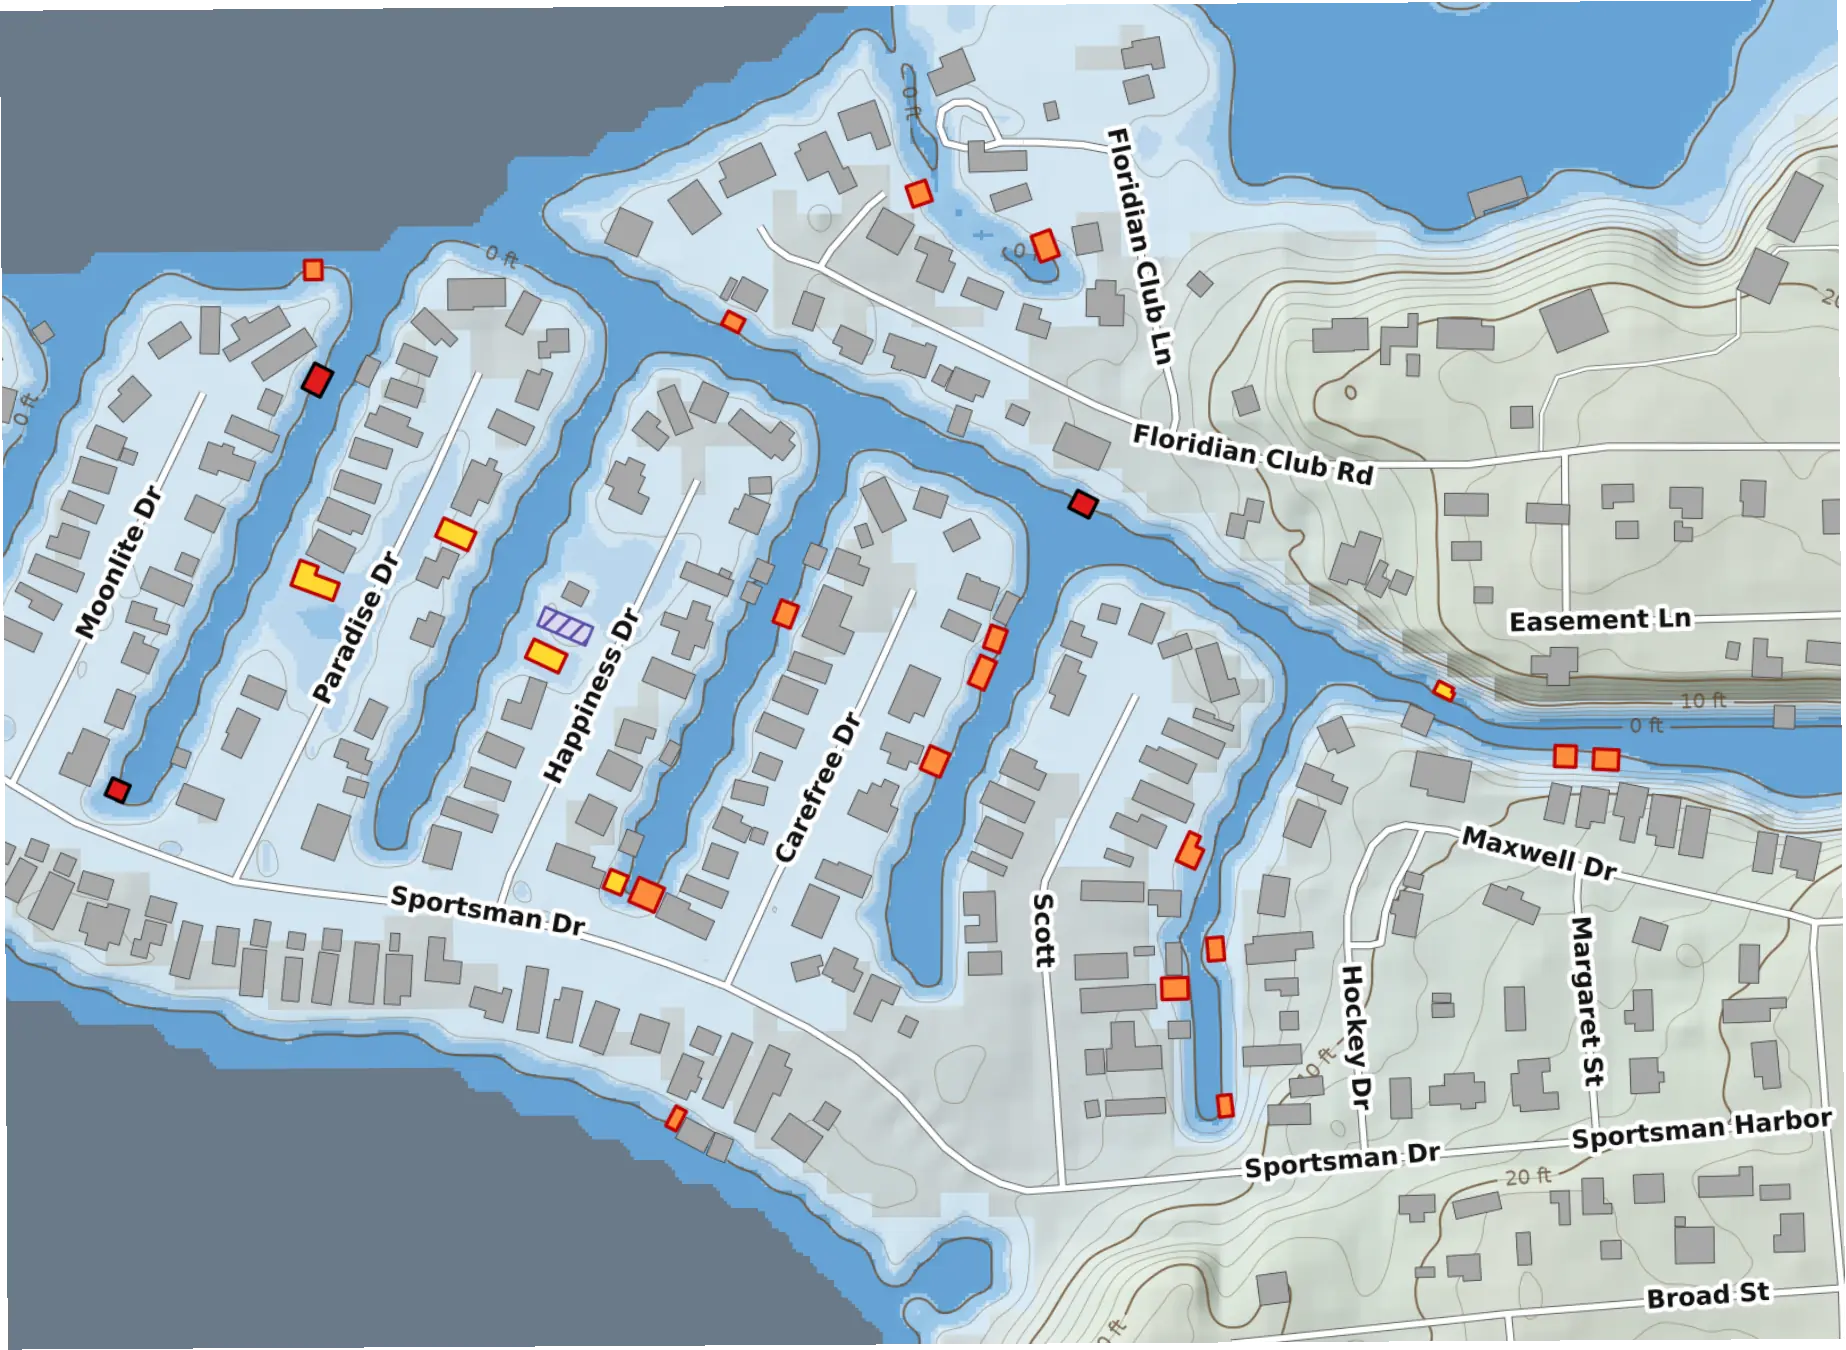 0 ft
Floridian Club Ln
0 ft
0
20
0
0 ft
Floridian Club Rd
Moonlite Dr
Paradise Dr
Happiness Dr
Easement Ln
10 ft
0 ft
Carefree Dr
Maxwell Dr
Sportsman Dr
Scott
Margaret St
Hockey Dr
0 ft
Sportsman Harbor
Sportsman Dr
20 ft
Broad St
0 ft